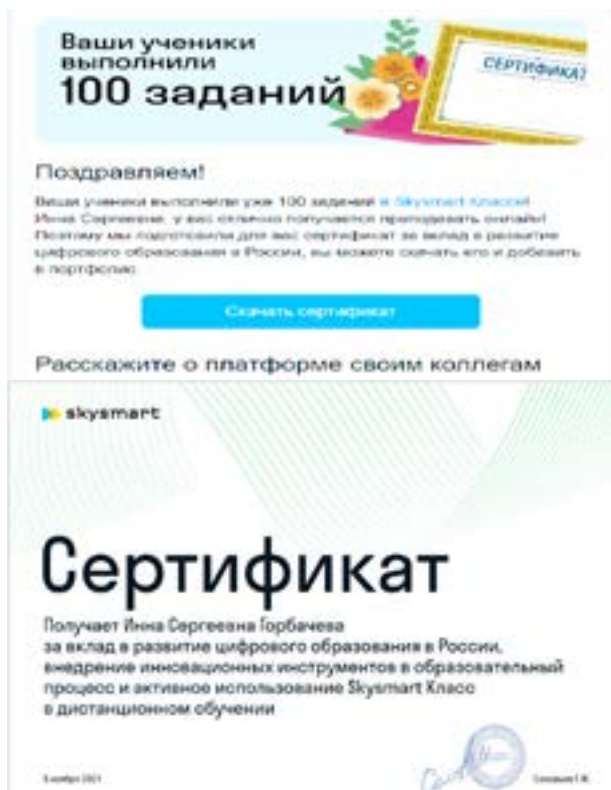 Ваши ученики
выполнили
100 заданий
СЕРТИФИКАТ
Поздравляем!
Ваши ученики выполнили уже 100 заданий в Skysmart Классе!
Инна Сергеевна, у вас отлично получается преподавать онлайн!
Поэтому мы подготовили для вас сертификат за вклад в развитие
цифрового образования в России, вы можете скачать его и добавить
в портфолио
Скачать сертификат
Расскажите о платформе своим коллегам
skysmart
Сертификат
Получает Инна Сергеевна Горбачева
за вклад в развитие цифрового образования в России,
внедрение инновационных инструментов в образовательный
процесс и активное использование Skysmart Класс
в дистанционном обучении
ноября 2021